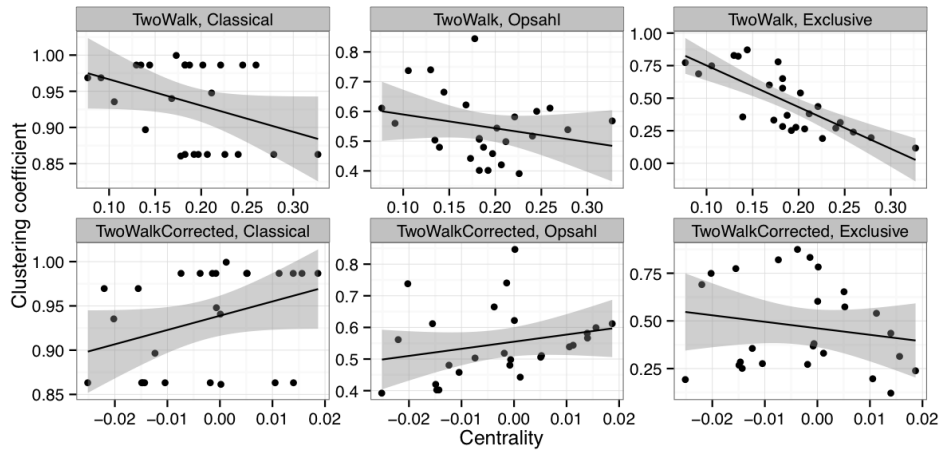 TwoWalk, Classical
TwoWalk, Opsahl
TwoWalk, Exclusive
1.00
0.95
0.90
0.85
0.8
0.7
0.6
0.5
0.4
1.00
0.75
0.50
0.25
0.00
0.10 0.15 0.20 0.25 0.30
0.10 0.15 0.20 0.25 0.30
0.10 0.15 0.20 0.25 0.30
Clustering coefficient
TwoWalkCorrected, Classical
TwoWalkCorrected, Opsahl
TwoWalkCorrected, Exclusive
1.00
0.95
0.90
0.85
0.8
0.7
0.6
0.5
0.4
0.75
0.50
0.25
−0.02 −0.01 0.00 0.01 0.02
−0.02 −0.01 0.00 0.01 0.02
−0.02 −0.01 0.00 0.01 0.02
Centrality